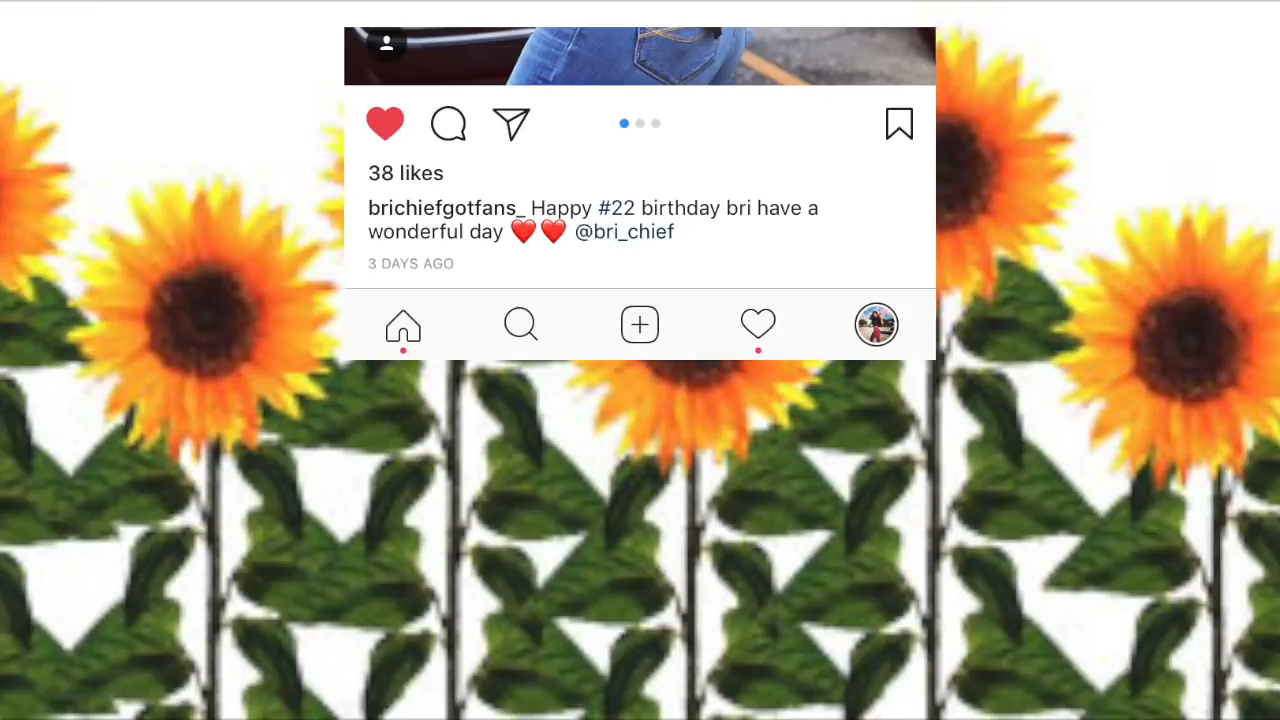 38 likes
brichiefgotfans_ Happy #22 birthday bri have a
wonderful day ❤️❤️ @bri_chief
3 DAYS AGO